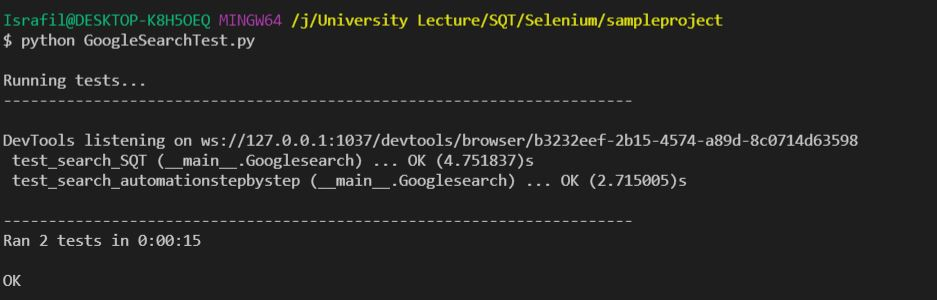 Israfil@DESKTOP-K8H5OEQ MINGW64 /j/University Lecture/SQT/Selenium/sampleproject
$ python GoogleSearchTest.py
Running tests...
----------------------------------------------------------------------
DevTools listening on ws://127.0.0.1:1037/devtools/browser/b3232eef-2b15-4574-a89d-8c0714d63598
test_search_SQT (__main__.Googlesearch) ... OK (4.751837)s
test_search_automationstepbystep (__main__.Googlesearch) ... OK (2.715005)s
----------------------------------------------------------------------
Ran 2 tests in 0:00:15
OK